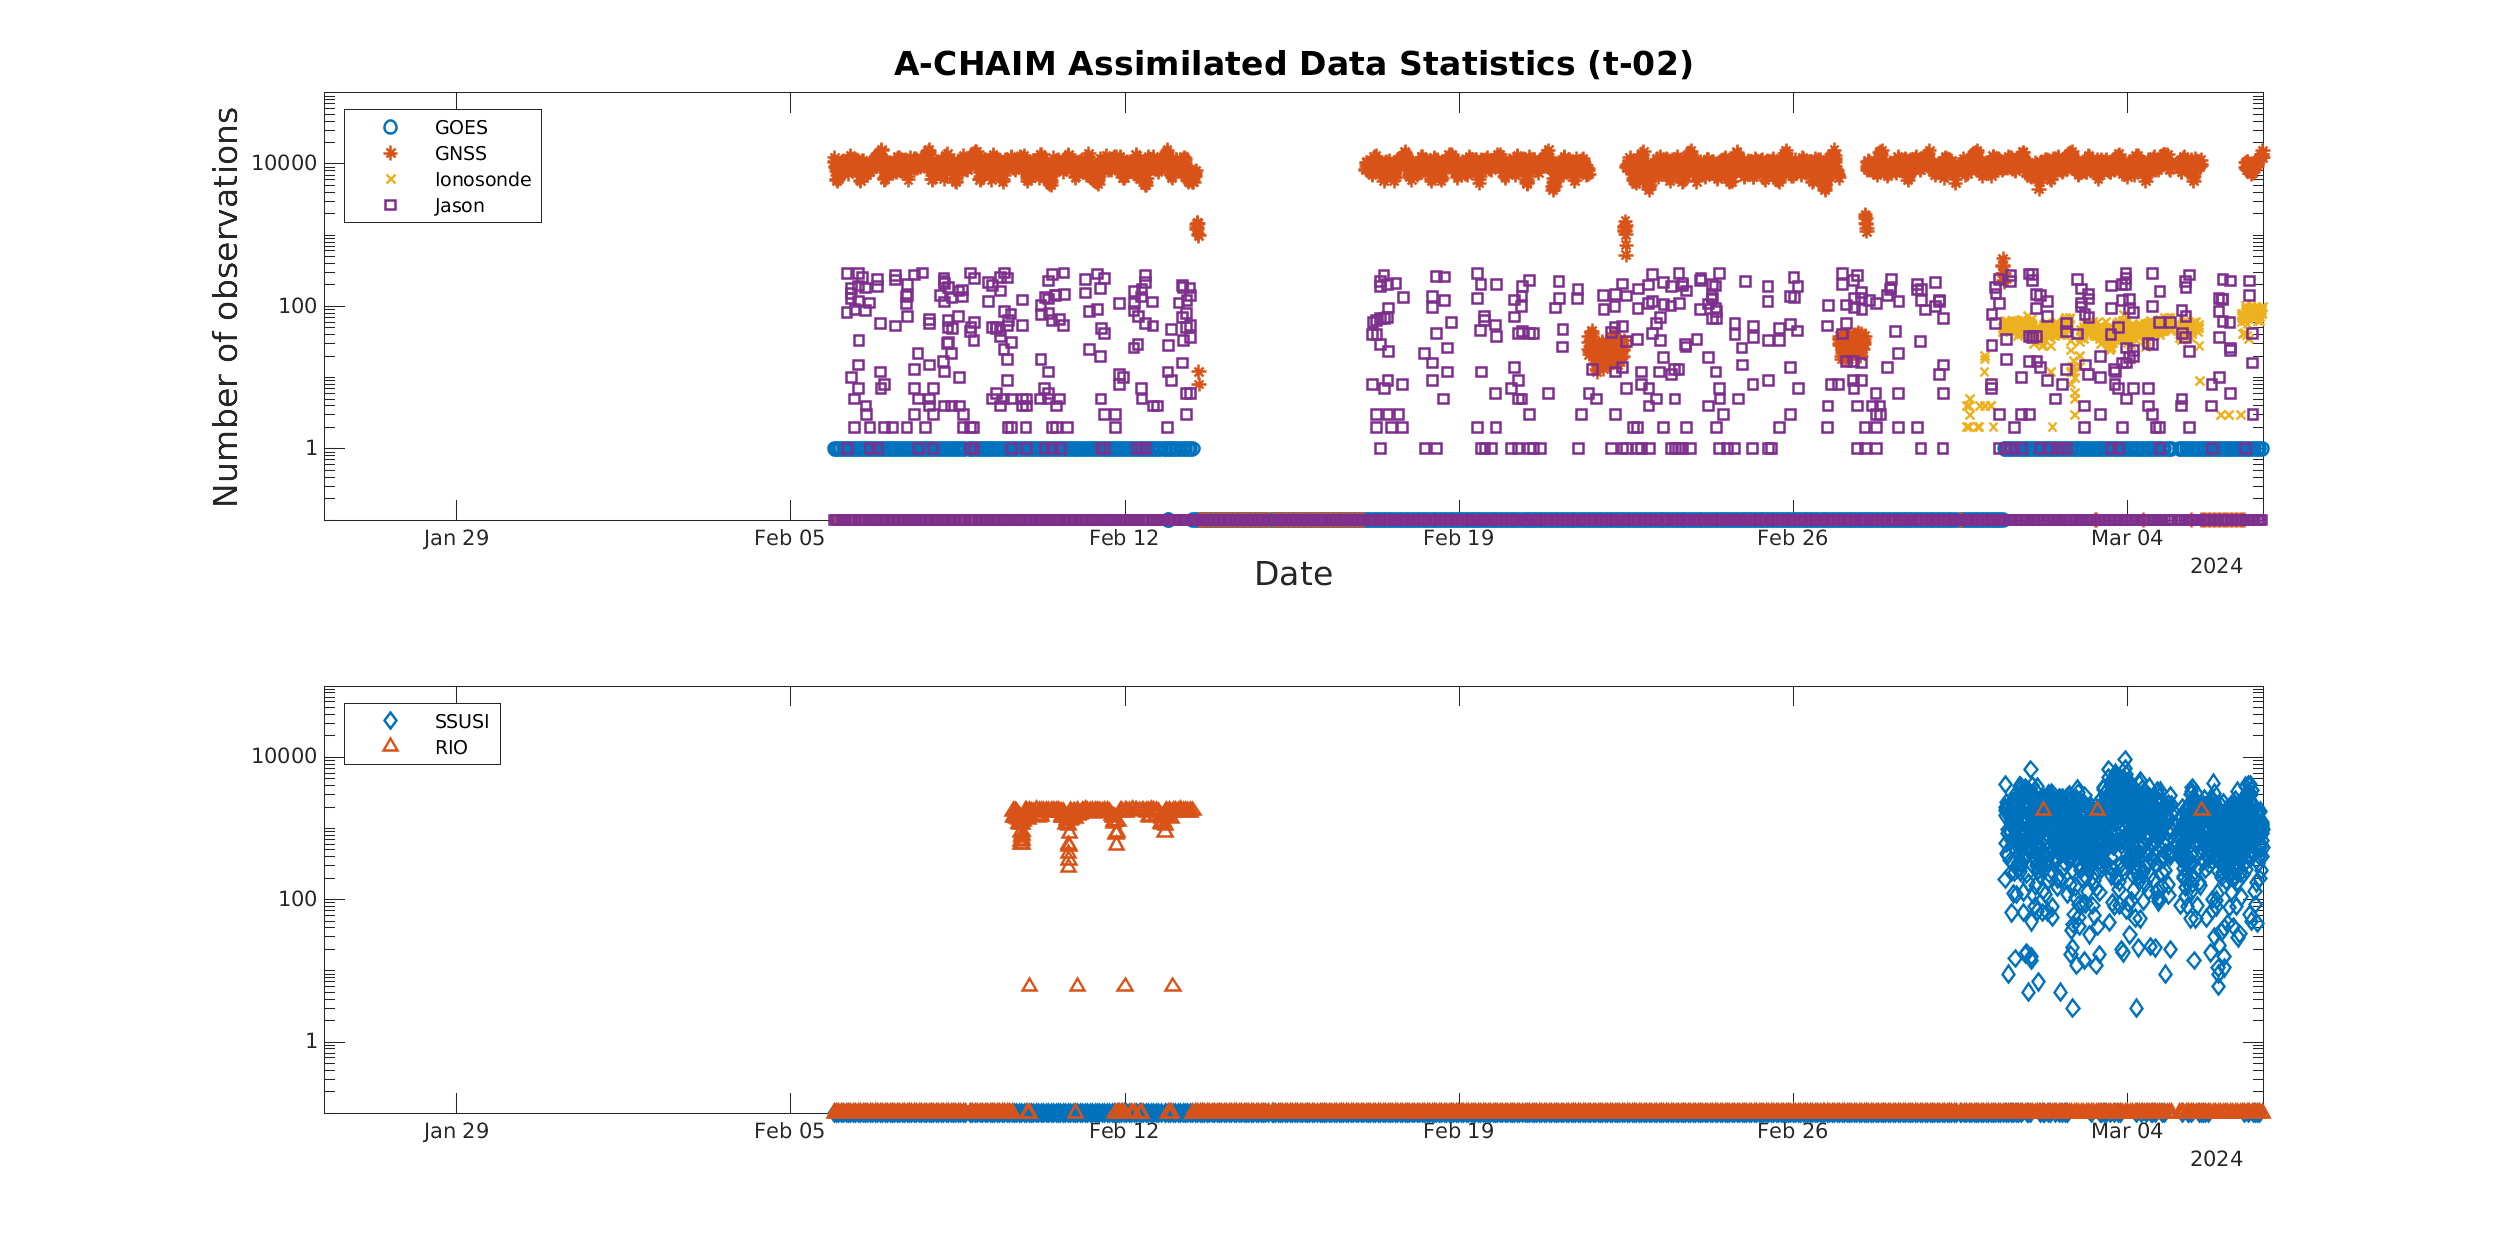 A-CHAIM Assimilated Data Statistics (t-02)
GOES
GNSS
Ionosonde
Jason
10000
100
1
Number of observations
Jan 29
Feb 05
Feb 12
Feb 19
Feb 26
Mar 04
2024
Date
SSUSI
RIO
10000
100
1
Jan 29
Feb 05
Feb 12
Feb 19
Feb 26
Mar 04
2024